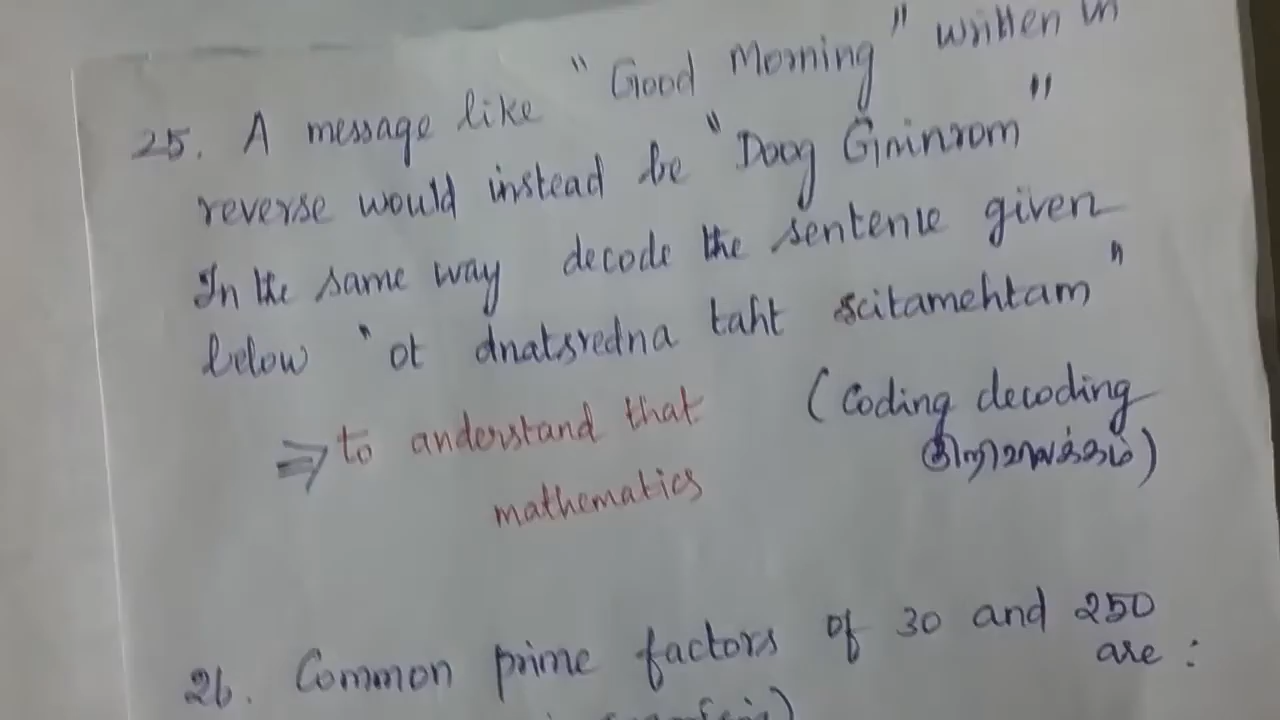 25. A message like "Good Morning" written in
reverse would instead be "Doog Gninrom"
In the same way decode the sentence given
below "ot dnatsredna taht scitamehtam"
⇒ to anderstand that (Coding decoding
mathematics குறிவிலக்கம்)
26. Common prime factors of 30 and 250
are :